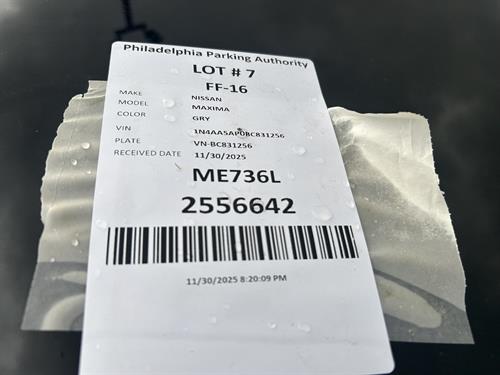 Philadelphia Parking Authority
LOT # 7
FF-16
MAKE NISSAN
MODEL MAXIMA
COLOR GRY
VIN 1N4AA5AP0BC831256
PLATE VN-BC831256
RECEIVED DATE 11/30/2025
ME736L
2556642
11/30/2025 8:20:09 PM